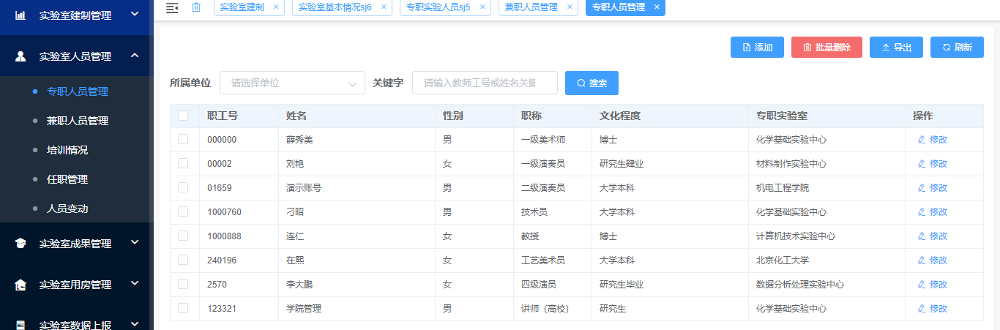 实验室建制管理
实验室人员管理
专职人员管理
兼职人员管理
培训情况
任职管理
人员变动
实验室成果管理
实验室用房管理
实验室数据上报
实验室建制 × 实验室基本情况sj6 × 专职实验人员sj5 × 兼职人员管理 × 专职人员管理 ×
添加 批量删除 导出 刷新
所属单位 请选择单位 关键字 请输入教师工号或姓名关键 搜索
职工号 姓名 性别 职称 文化程度 专职实验室 操作
000000 薛秀美 男 一级美术师 博士 化学基础实验中心 修改
00002 刘艳 女 一级演奏员 研究生肄业 材料制作实验中心 修改
01659 演示账号 男 二级演奏员 大学本科 机电工程学院 修改
1000760 刁昭 男 技术员 大学本科 化学基础实验中心 修改
1000888 连仁 女 教授 博士 计算机技术实验中心 修改
240196 在熙 女 工艺美术员 大学本科 北京化工大学 修改
2570 李大鹏 女 四级演员 研究生毕业 数据分析处理实验中心 修改
123321 学院管理 男 讲师（高校） 研究生 化学基础实验中心 修改